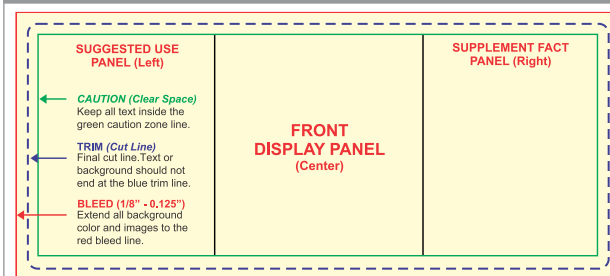 SUGGESTED USE
PANEL (Left)
CAUTION (Clear Space)
Keep all text inside the
green caution zone line.
TRIM (Cut Line)
Final cut line.Text or
background should not
end at the blue trim line.
BLEED (1/8" - 0.125")
Extend all background
color and images to the
red bleed line.
FRONT
DISPLAY PANEL
(Center)
SUPPLEMENT FACT
PANEL (Right)